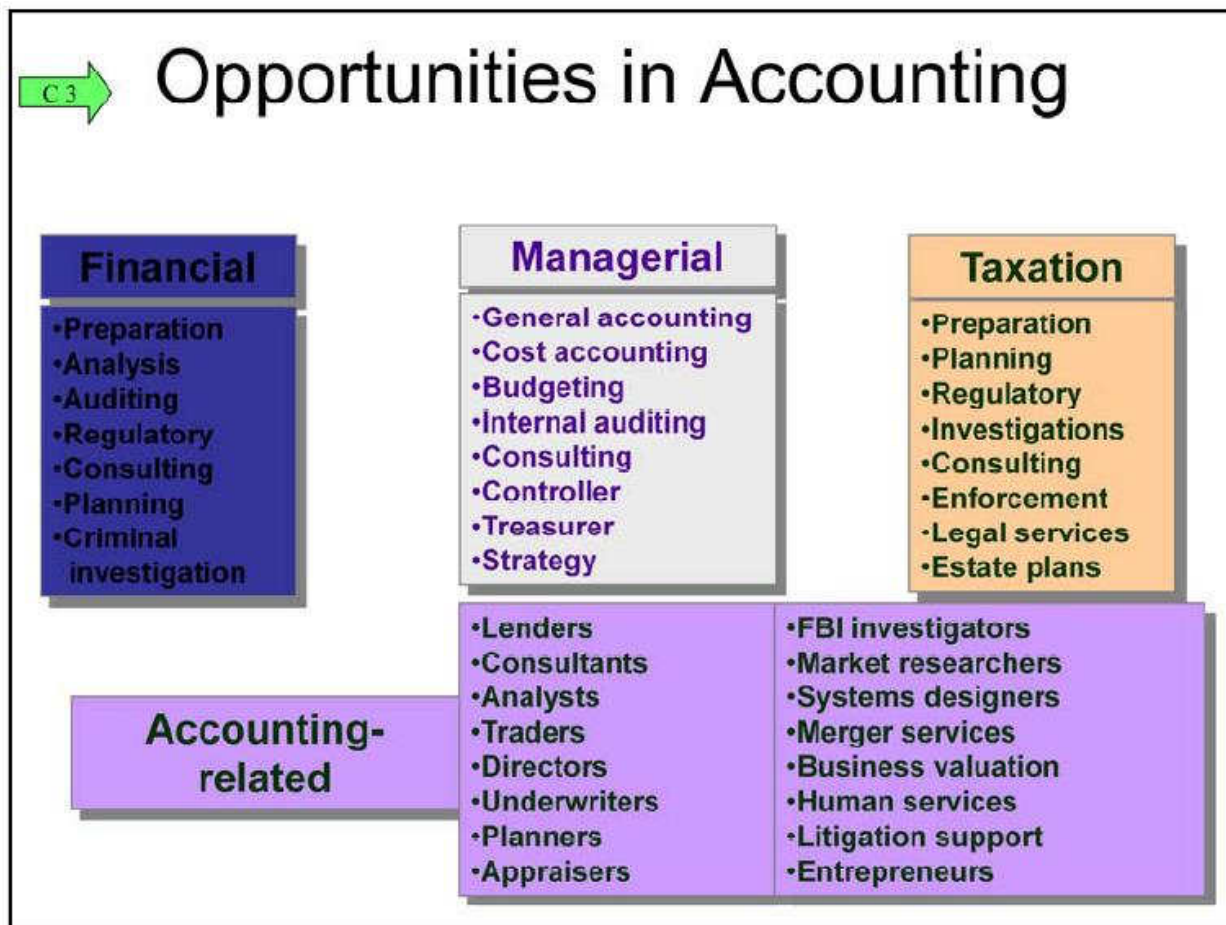 C 3
Opportunities in Accounting
Financial
•Preparation
•Analysis
•Auditing
•Regulatory
•Consulting
•Planning
•Criminal
investigation
Managerial
•General accounting
•Cost accounting
•Budgeting
•Internal auditing
•Consulting
•Controller
•Treasurer
•Strategy
Taxation
•Preparation
•Planning
•Regulatory
•Investigations
•Consulting
•Enforcement
•Legal services
•Estate plans
Accounting-
related
•Lenders
•Consultants
•Analysts
•Traders
•Directors
•Underwriters
•Planners
•Appraisers
•FBI investigators
•Market researchers
•Systems designers
•Merger services
•Business valuation
•Human services
•Litigation support
•Entrepreneurs